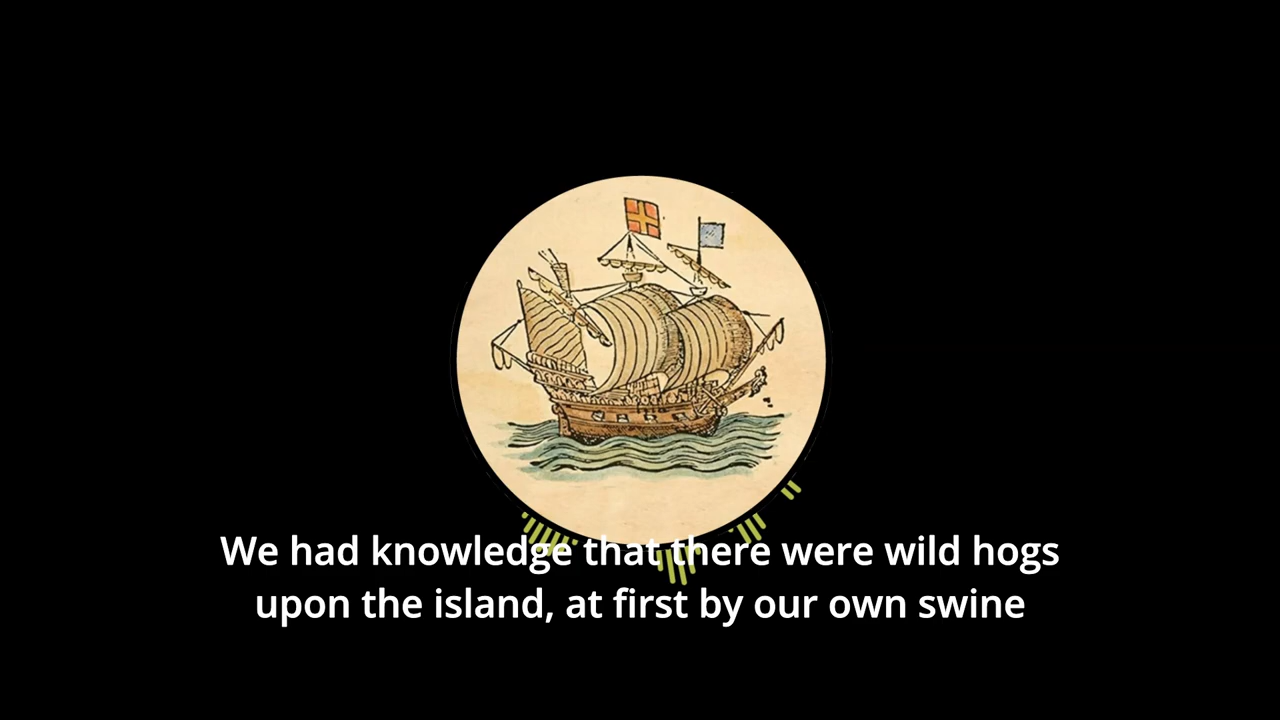 We had knowledge that there were wild hogs
upon the island, at first by our own swine